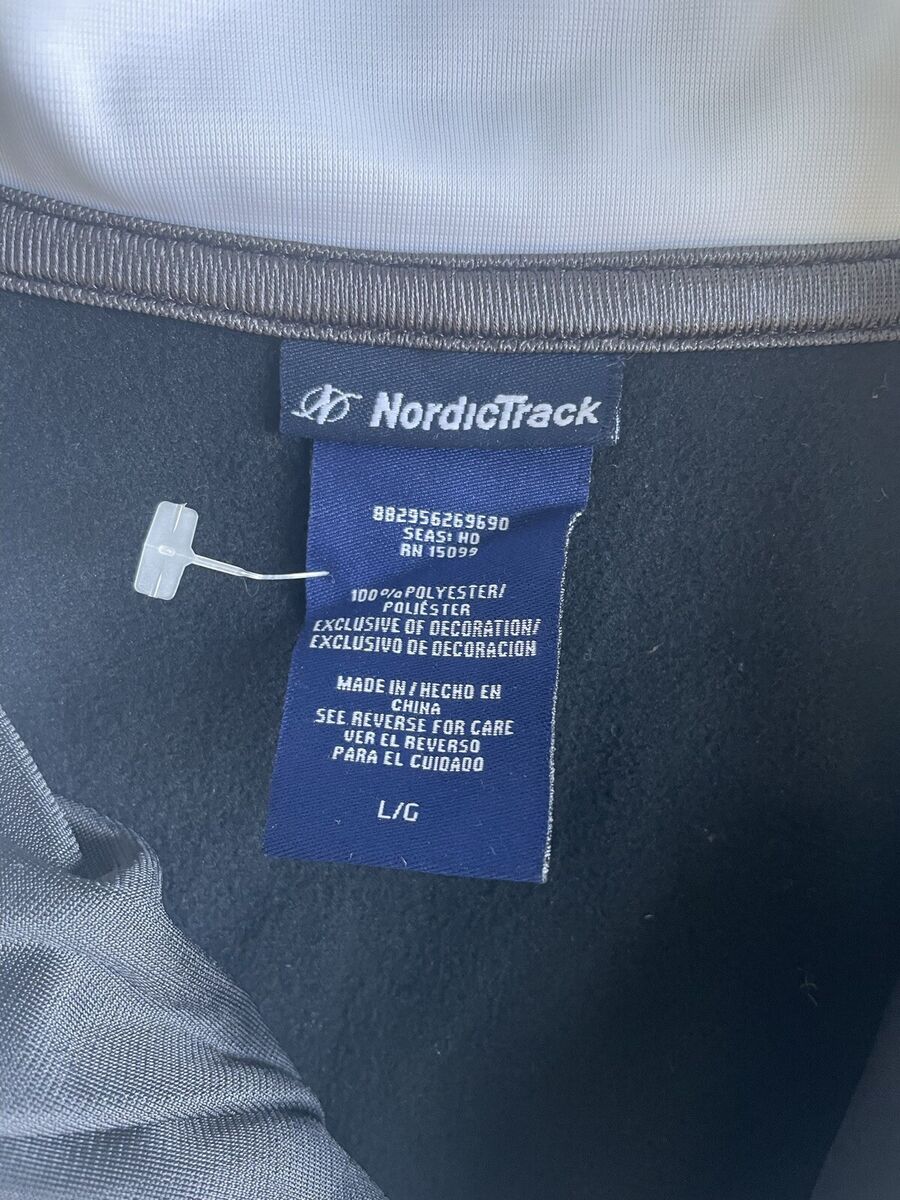 NordicTrack
882956269690
SEAS: HO
RN 15099
100% POLYESTER/
POLIÉSTER
EXCLUSIVE OF DECORATION/
EXCLUSIVO DE DECORACION
MADE IN / HECHO EN
CHINA
SEE REVERSE FOR CARE
VER EL REVERSO
PARA EL CUIDADO
L/G